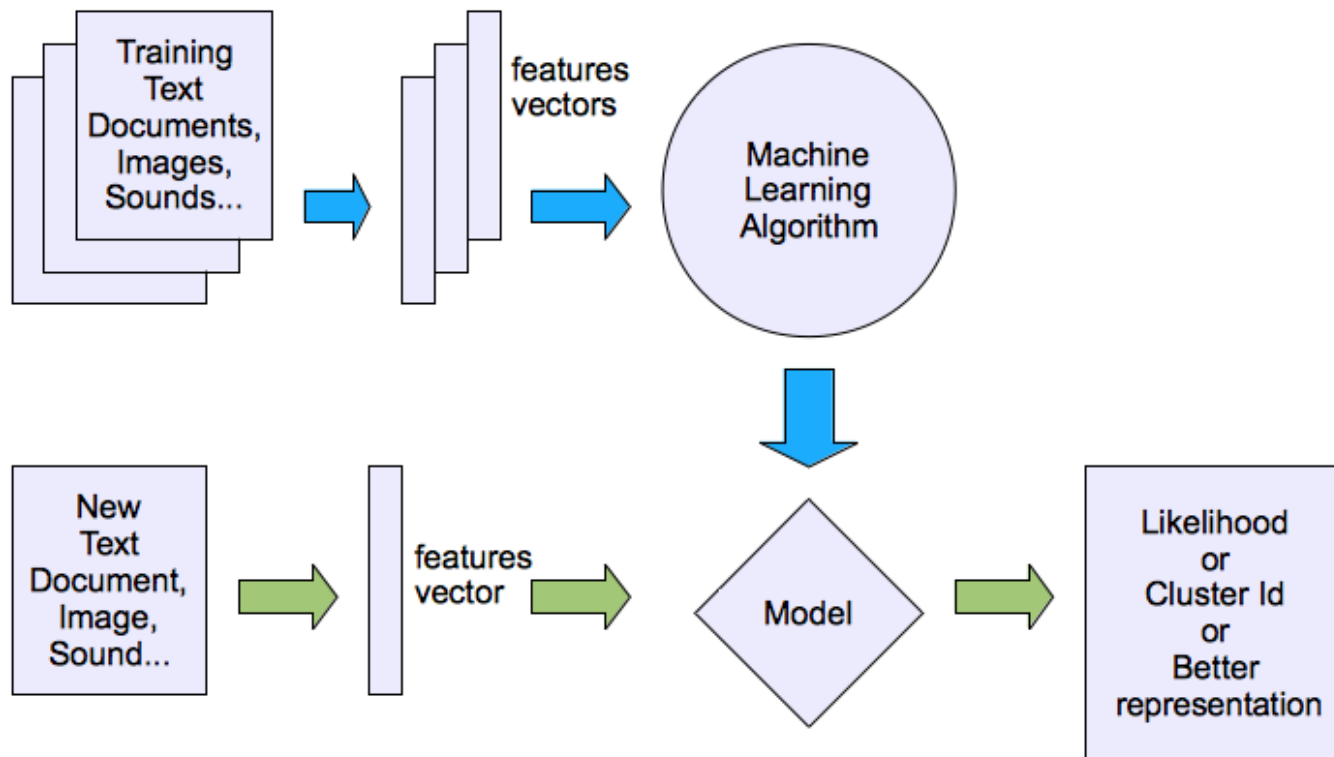 Training
Text
Documents,
Images,
Sounds...
features
vectors
Machine
Learning
Algorithm
New
Text
Document,
Image,
Sound...
features
vector
Model
Likelihood
or
Cluster Id
or
Better
representation